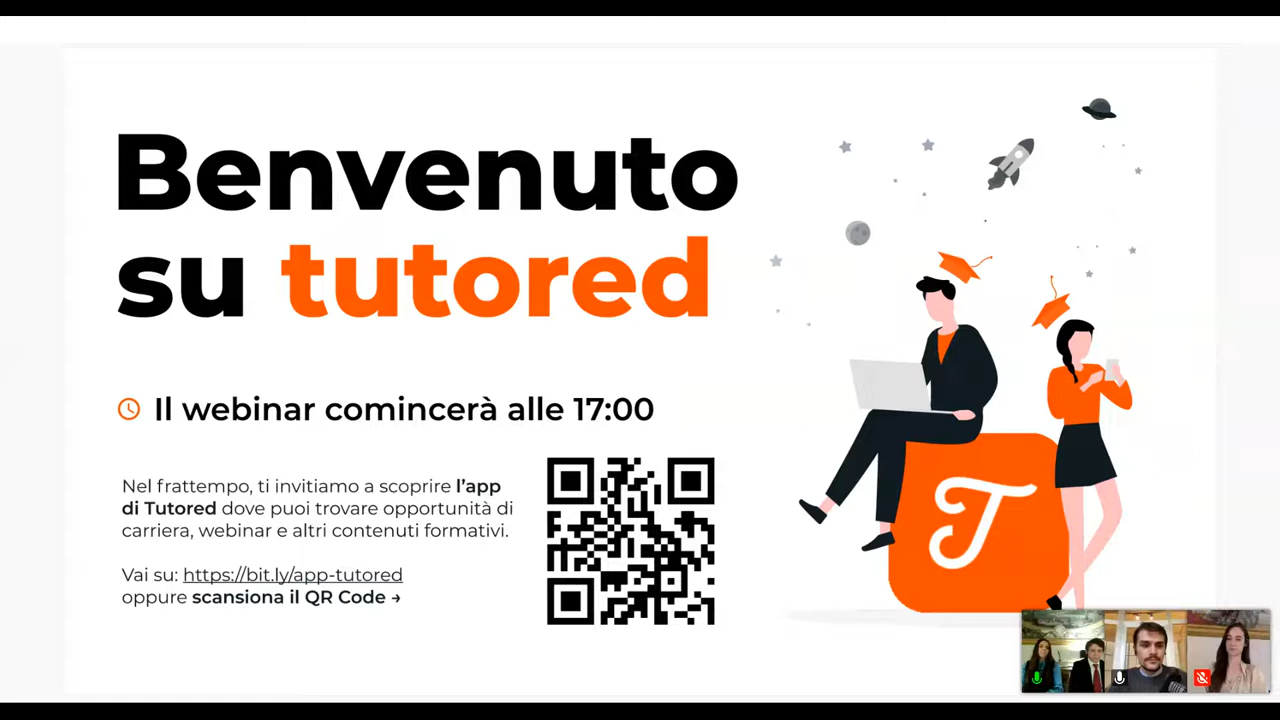 Benvenuto
su tutored
Il webinar comincerà alle 17:00
Nel frattempo, ti invitiamo a scoprire l’app
di Tutored dove puoi trovare opportunità di
carriera, webinar e altri contenuti formativi.
Vai su: https://bit.ly/app-tutored
oppure scansiona il QR Code →
T